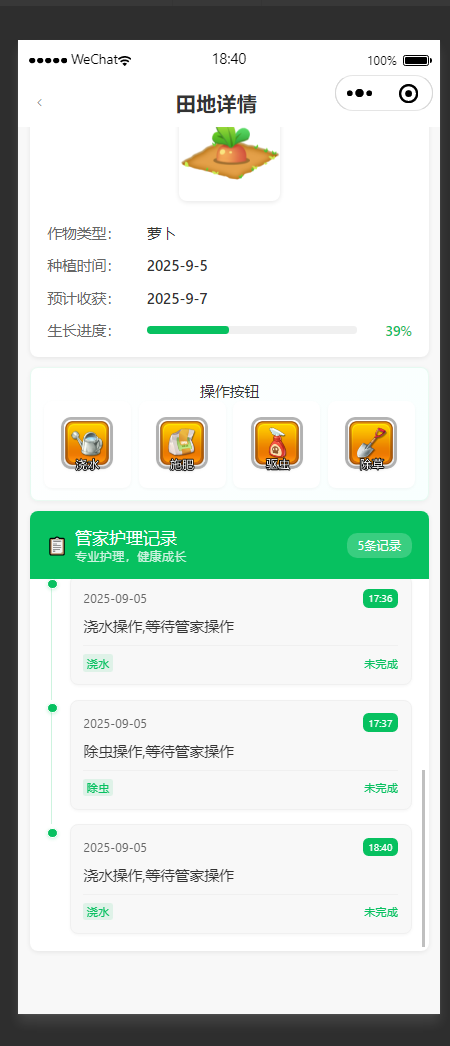 WeChat 18:40 100%
田地详情
作物类型： 萝卜
种植时间： 2025-9-5
预计收获： 2025-9-7
生长进度： 39%
操作按钮
浇水 施肥 驱虫 除草
管家护理记录
专业护理，健康成长
5条记录
2025-09-05 17:36
浇水操作,等待管家操作
浇水 未完成
2025-09-05 17:37
除虫操作,等待管家操作
除虫 未完成
2025-09-05 18:40
浇水操作,等待管家操作
浇水 未完成